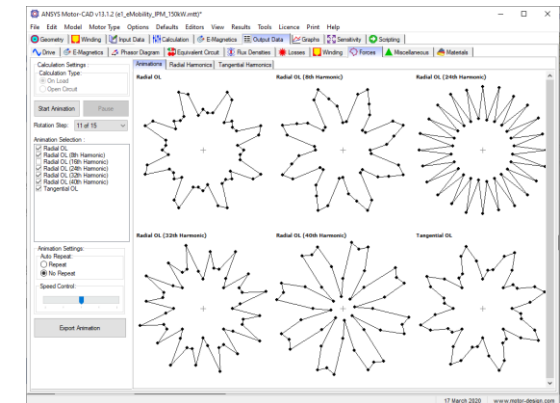 ANSYS Motor-CAD v13.1.2 (e1_eMobility_IPM_150kW.mtt)*
File Edit Model Motor Type Options Defaults Editors View Results Tools Licence Print Help
Geometry Winding Input Data Calculation E-Magnetics Output Data Graphs Sensitivity Scripting
Drive E-Magnetics Phasor Diagram Equivalent Circuit Flux Densities Losses Winding Forces Miscellaneous Materials
Calculation Settings:
Calculation Type:
On Load
Open Circuit
Start Animation Pause
Rotation Step: 11 of 15
Animation Selection :
Radial OL
Radial OL (8th Harmonic)
Radial OL (16th Harmonic)
Radial OL (24th Harmonic)
Radial OL (32th Harmonic)
Radial OL (40th Harmonic)
Tangential OL
Animation Settings:
Auto Repeat:
Repeat
No Repeat
Speed Control:
Export Animation
Animations Radial Harmonics Tangential Harmonics
Radial OL Radial OL (8th Harmonic) Radial OL (24th Harmonic)
Radial OL (32th Harmonic) Radial OL (40th Harmonic) Tangential OL
17 March 2020 www.motor-design.com